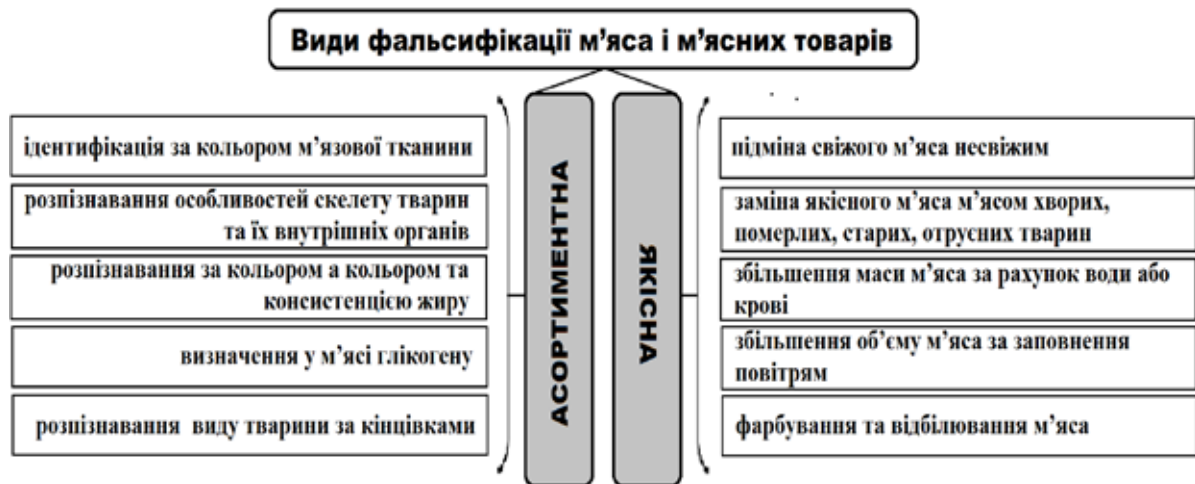 Види фальсифікації м’яса і м’ясних товарів
АСОРТИМЕНТНА
ідентифікація за кольором м’язової тканини
розпізнавання особливостей скелету тварин
та їх внутрішніх органів
розпізнавання за кольором а кольором та
консистенцією жиру
визначення у м’ясі глікогену
розпізнавання виду тварини за кінцівками
ЯКІСНА
підміна свіжого м’яса несвіжим
заміна якісного м’яса м’ясом хворих,
померлих, старих, отруєних тварин
збільшення маси м’яса за рахунок води або
крові
збільшення об’єму м’яса за заповнення
повітрям
фарбування та відбілювання м’яса